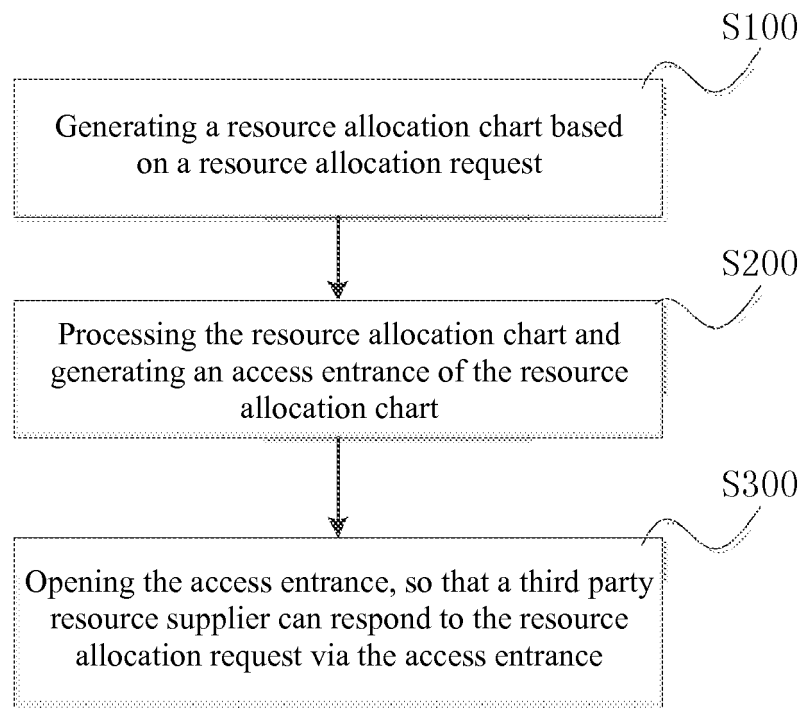 S100
Generating a resource allocation chart based
on a resource allocation request
S200
Processing the resource allocation chart and
generating an access entrance of the resource
allocation chart
S300
Opening the access entrance, so that a third party
resource supplier can respond to the resource
allocation request via the access entrance